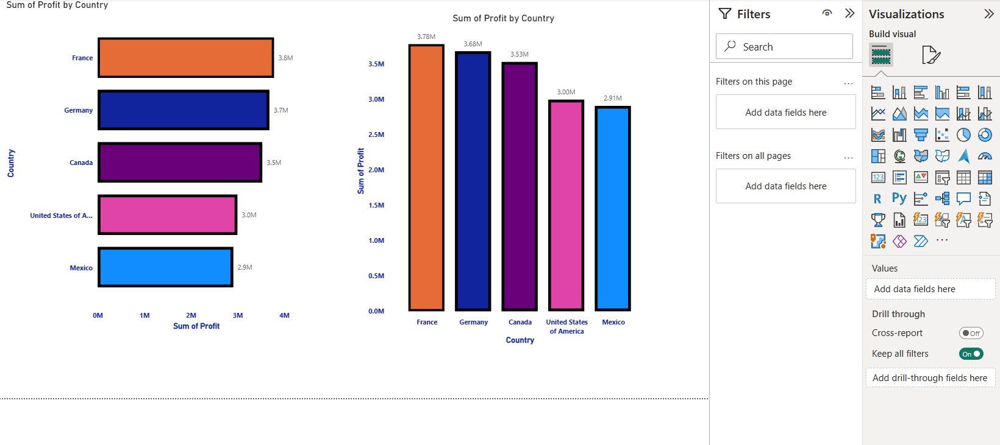 Sum of Profit by Country
France
3.8M
Germany
3.7M
Canada
3.5M
United States of A...
3.0M
Mexico
2.9M
Country
0M 1M 2M 3M 4M
Sum of Profit
Sum of Profit by Country
3.78M
3.68M
3.53M
3.00M
2.91M
3.5M
3.0M
2.5M
2.0M
1.5M
1.0M
0.5M
0.0M
Sum of Profit
France Germany Canada United States Mexico
of America
Country
Filters
Search
Filters on this page ...
Add data fields here
Filters on all pages ...
Add data fields here
Visualizations
Build visual
123
R Py
123
...
Values
Add data fields here
Drill through
Cross-report Off
Keep all filters On
Add drill-through fields here